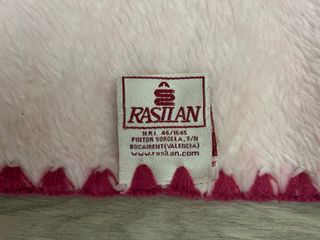 RASILAN
N.R.I. 46/1645
PINTOR SOROLLA, S/N
BOCAIRENT(VALENCIA)
www.rasilan.com